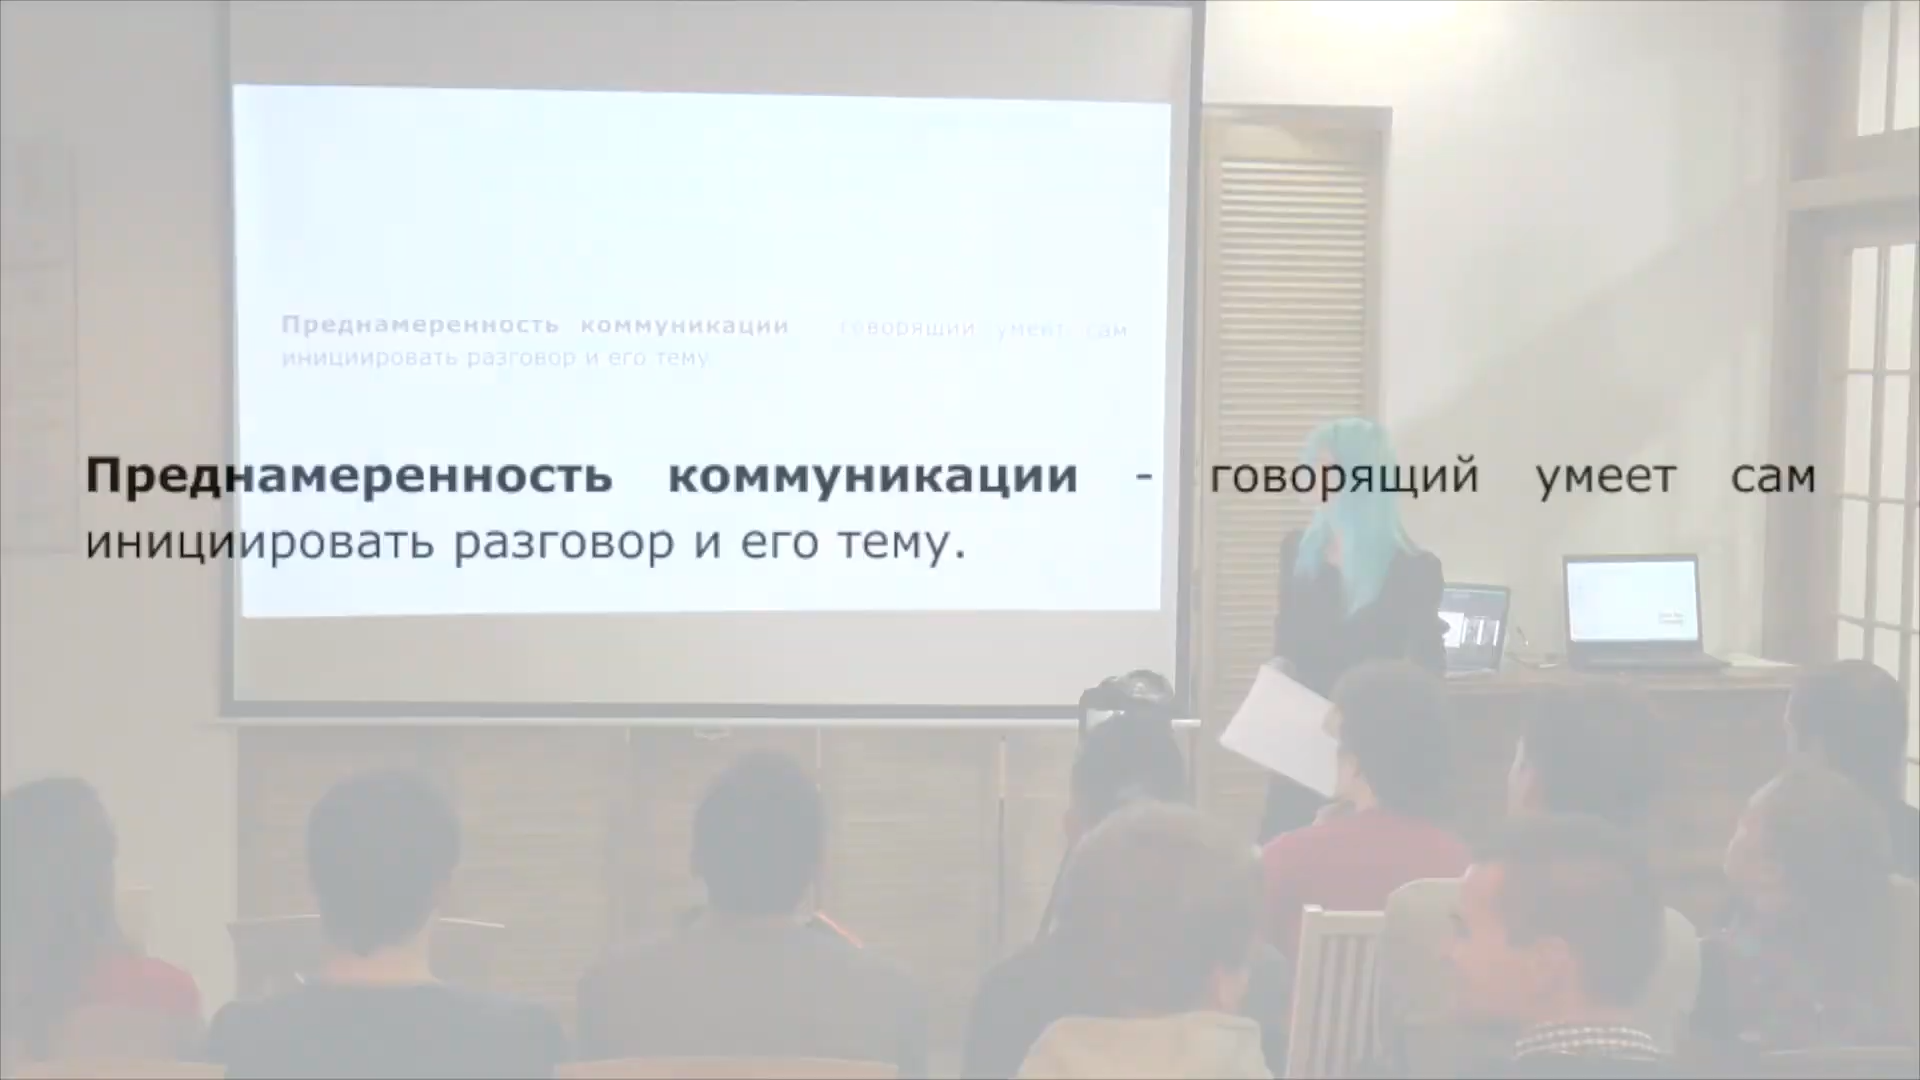 Преднамеренность коммуникации говорящий умеет сам
инициировать разговор и его тему
Преднамеренность коммуникации - говорящий умеет сам
инициировать разговор и его тему.